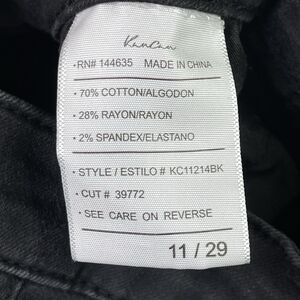 KanCan
•RN# 144635 MADE IN CHINA
• 70% COTTON/ALGODON
• 28% RAYON/RAYON
• 2% SPANDEX/ELASTANO
• STYLE / ESTILO # KC11214BK
• CUT # 39772
• SEE CARE ON REVERSE
11 / 29